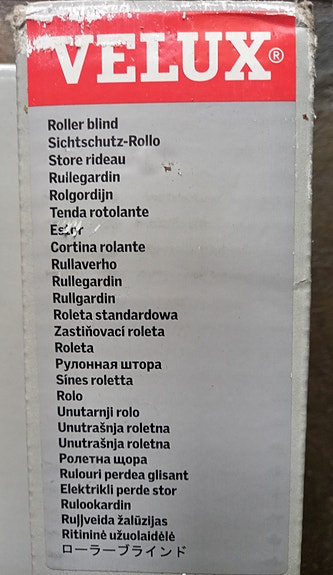 VELUX®
Roller blind
Sichtschutz-Rollo
Store rideau
Rullegardin
Rolgordijn
Tenda rotolante
Cortina rolante
Rullaverho
Rullegardin
Rullgardin
Roleta standardowa
Zastiňovací roleta
Roleta
Рулонная штора
Sínes roletta
Rolo
Unutarnji rolo
Unutrašnja roletna
Unutrašnja roletna
Ролетна щора
Rulouri perdea glisant
Elektrikli perde stor
Rulookardin
Ruļļveida žalūzijas
Ritininė užuolaidėlė
ローラーブラインド